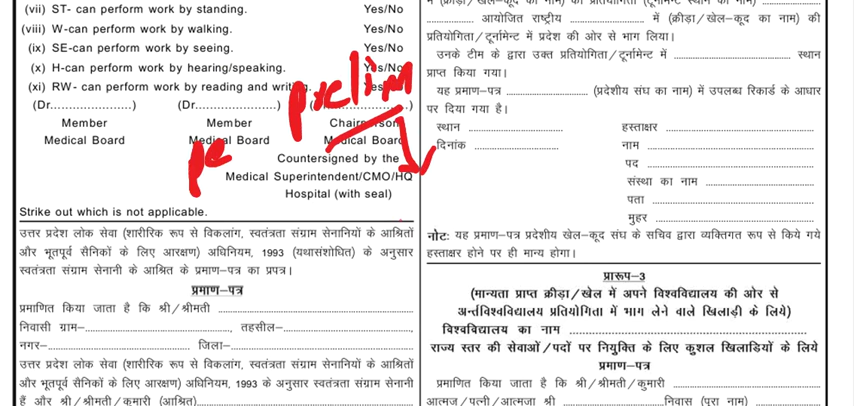 (vii) ST- can perform work by standing. Yes/No
(viii) W-can perform work by walking. Yes/No
(ix) SE-can perform work by seeing. Yes/No
(x) H-can perform work by hearing/speaking. Yes/No
(xi) RW- can perform work by reading and writing. Yes
(Dr.....................) (Dr.....................) (.....................)
prelim
Member Member Chairperson
Medical Board Medical Board Medical Board
pe
Countersigned by the
Medical Superintendent/CMO/HQ
Hospital (with seal)
Strike out which is not applicable.
उत्तर प्रदेश लोक सेवा (शारीरिक रूप से विकलांग, स्वतंत्रता संग्राम सेनानियों के आश्रितों
और भूतपूर्व सैनिकों के लिए आरक्षण) अधिनियम, 1993 (यथासंशोधित) के अनुसार
स्वतंत्रता संग्राम सेनानी के आश्रित के प्रमाण–पत्र का प्रपत्र।
प्रमाण–पत्र
प्रमाणित किया जाता है कि श्री/श्रीमती ..............................
निवासी ग्राम–.............................., तहसील–..............................,
नगर–.............................. जिला–..............................
उत्तर प्रदेश लोक सेवा (शारीरिक रूप से विकलांग, स्वतंत्रता संग्राम सेनानियों के आश्रितों
और भूतपूर्व सैनिकों के लिए आरक्षण) अधिनियम, 1993 के अनुसार स्वतंत्रता संग्राम सेनानी
हैं और श्री/श्रीमती/कुमारी (आश्रित)..............................
में (क्रीड़ा/खेल–कूद का नाम) की प्रतियोगिता (टूर्नामेंट स्थान का नाम) ....................
.................... आयोजित राष्ट्रीय .................... में (क्रीड़ा/खेल–कूद का नाम) की
प्रतियोगिता/टूर्नामेंट में प्रदेश की ओर से भाग लिया।
उनके टीम के द्वारा उक्त प्रतियोगिता/टूर्नामेंट में .............................. स्थान
प्राप्त किया गया।
यह प्रमाण–पत्र .................... (प्रदेशीय संघ का नाम) में उपलब्ध रिकार्ड के आधार
पर दिया गया है।
स्थान .............................. हस्ताक्षर ..............................
दिनांक .............................. नाम ..............................
पद ..............................
संस्था का नाम ..............................
पता ..............................
मुहर ..............................
नोट: यह प्रमाण–पत्र प्रदेशीय खेल–कूद संघ के सचिव द्वारा व्यक्तिगत रूप से किये गये
हस्ताक्षर होने पर ही मान्य होगा।
प्रारूप–3
(मान्यता प्राप्त क्रीड़ा/खेल में अपने विश्वविद्यालय की ओर से
अर्न्तविश्वविद्यालय प्रतियोगिता में भाग लेने वाले खिलाड़ी के लिये)
विश्वविद्यालय का नाम ..............................
राज्य स्तर की सेवाओं/पदों पर नियुक्ति के लिए कुशल खिलाडियों के लिये
प्रमाण–पत्र
प्रमाणित किया जाता है कि श्री/श्रीमती/कुमारी ..............................
आत्मज/पत्नी/आत्मजा श्री .............................. निवास (पूरा नाम) ....................